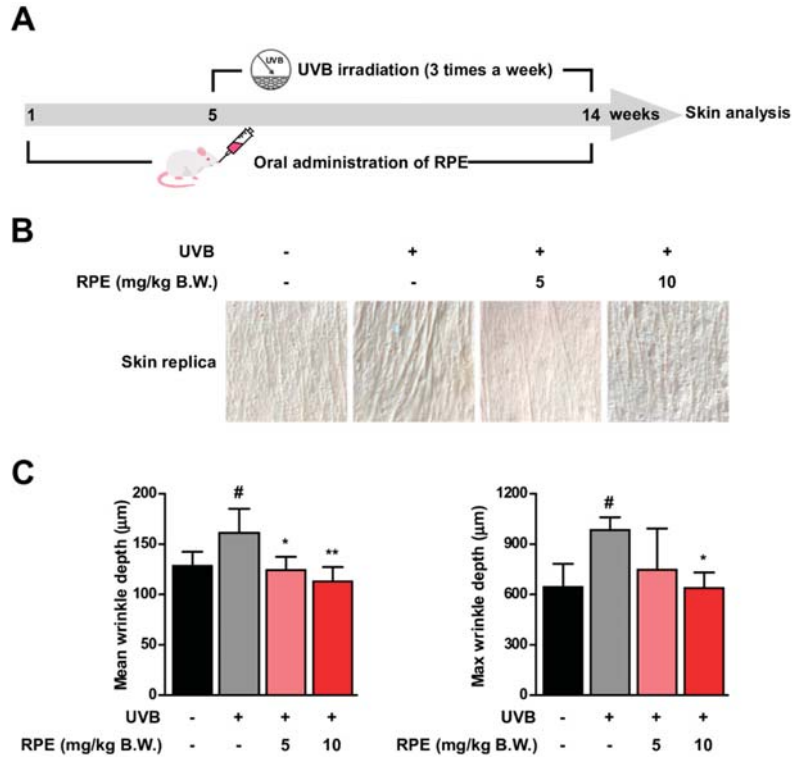 A
UVB
UVB irradiation (3 times a week)
1 5 14 weeks Skin analysis
Oral administration of RPE
B
UVB - + + +
RPE (mg/kg B.W.) - - 5 10
Skin replica
C
Mean wrinkle depth (μm)
200
150
100
50
0
# * **
UVB - + + +
RPE (mg/kg B.W.) - - 5 10
Max wrinkle depth (μm)
1200
900
600
300
0
# *
UVB - + + +
RPE (mg/kg B.W.) - - 5 10